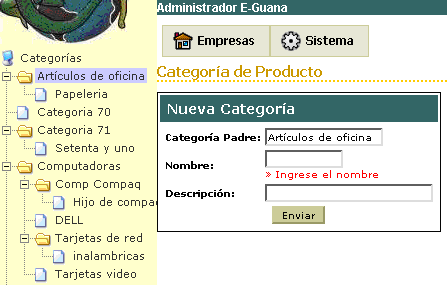 Administrador E-Guana
Empresas
Sistema
Categorías
Artículos de oficina
Papeleria
Categoria 70
Categoria 71
Setenta y uno
Computadoras
Comp Compaq
Hijo de compa
DELL
Tarjetas de red
inalambricas
Tarjetas video
Categoría de Producto
Nueva Categoría
Categoría Padre: Artículos de oficina
Nombre:
» Ingrese el nombre
Descripción:
Enviar